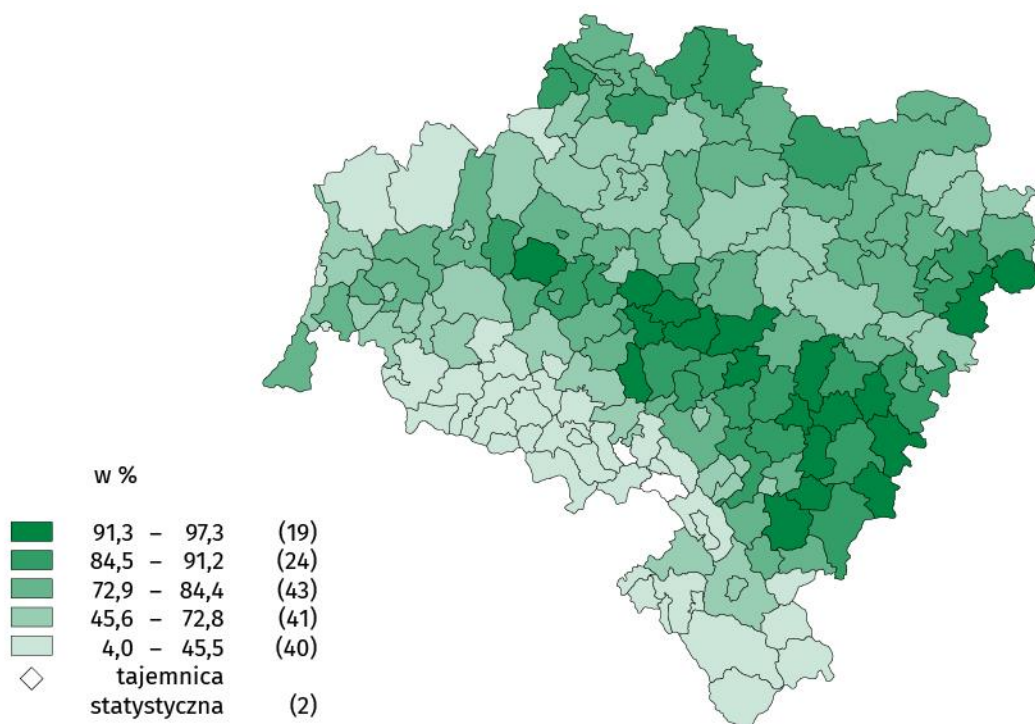 w %
91,3 – 97,3 (19)
84,5 – 91,2 (24)
72,9 – 84,4 (43)
45,6 – 72,8 (41)
4,0 – 45,5 (40)
tajemnica
statystyczna (2)